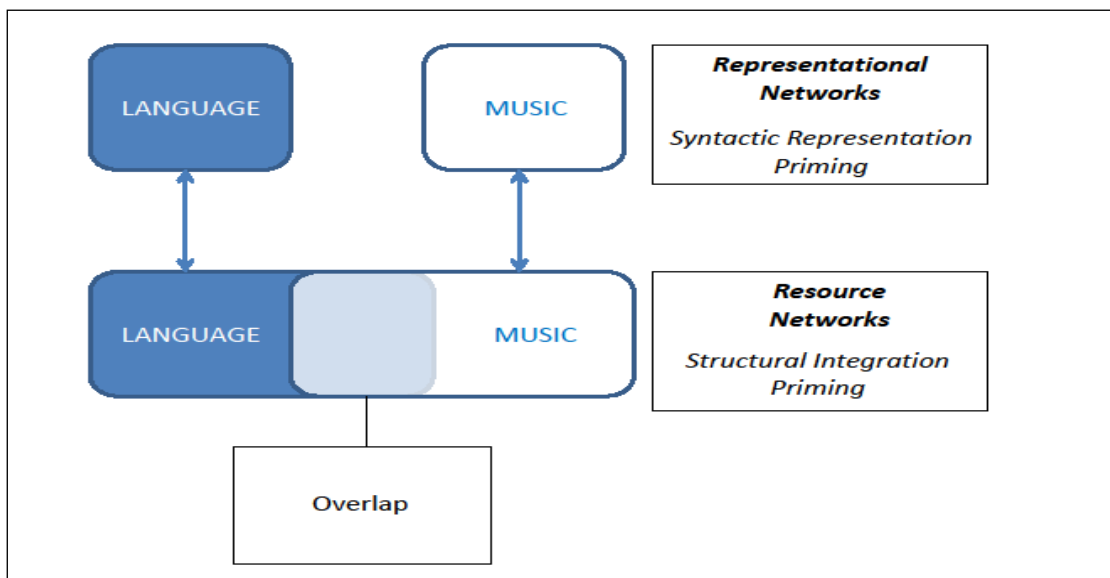 LANGUAGE
MUSIC
Representational
Networks
Syntactic Representation
Priming
LANGUAGE
MUSIC
Resource
Networks
Structural Integration
Priming
Overlap